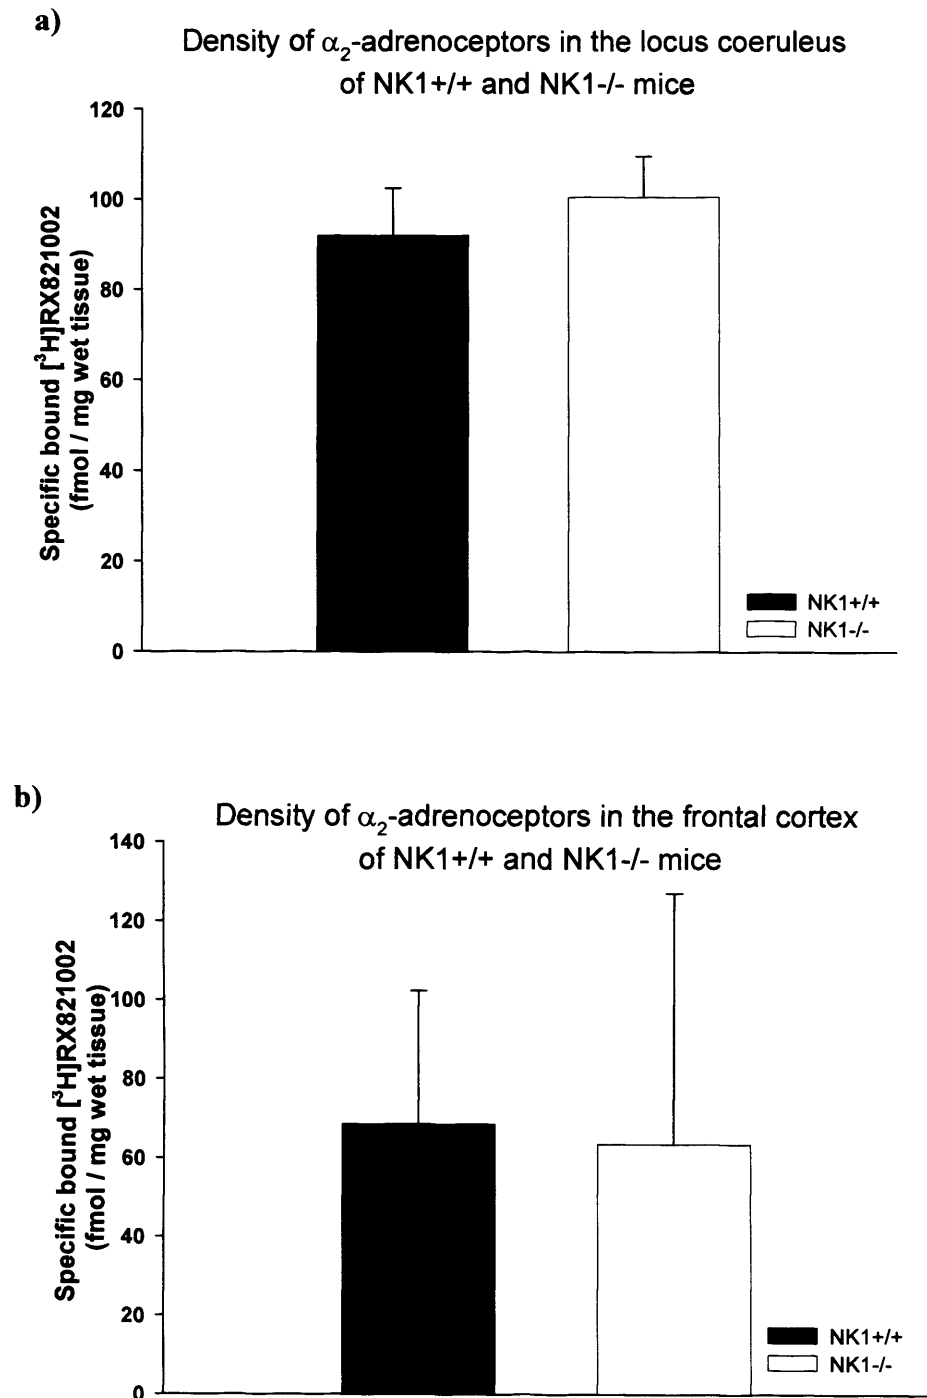 a)
Density of α₂-adrenoceptors in the locus coeruleus
of NK1+/+ and NK1-/- mice
120
100
80
60
40
20
0
Specific bound [³H]RX821002
(fmol / mg wet tissue)
NK1+/+
NK1-/-
b)
Density of α₂-adrenoceptors in the frontal cortex
of NK1+/+ and NK1-/- mice
140
120
100
80
60
40
20
0
Specific bound [³H]RX821002
(fmol / mg wet tissue)
NK1+/+
NK1-/-